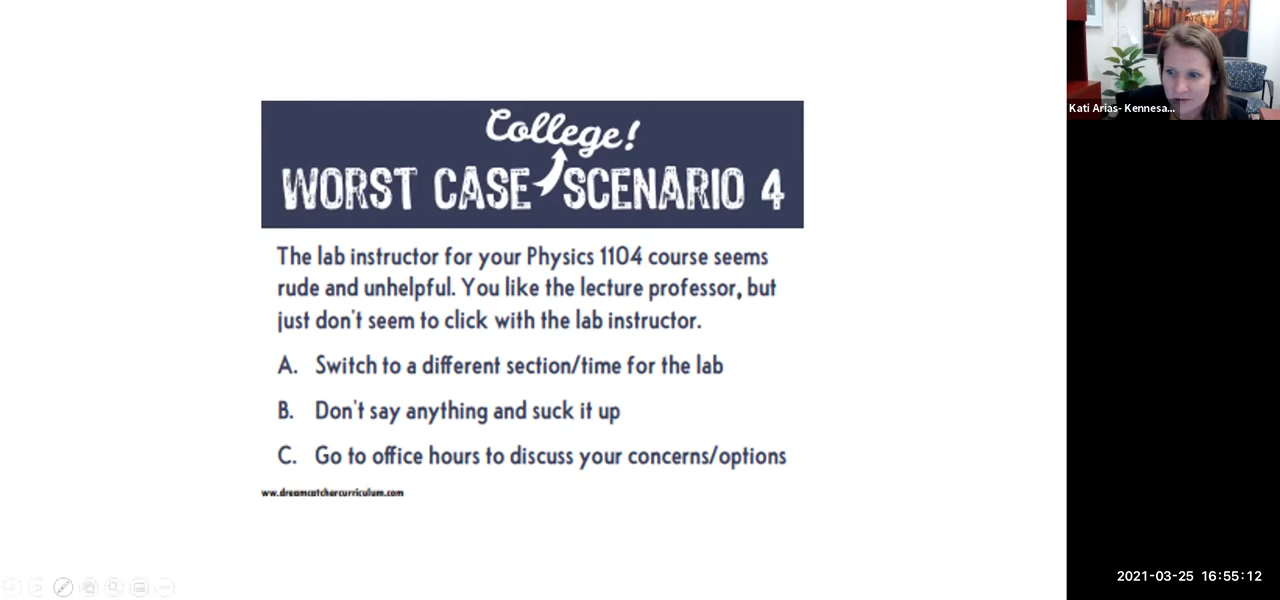 College!
WORST CASE SCENARIO 4
The lab instructor for your Physics 1104 course seems
rude and unhelpful. You like the lecture professor, but
just don't seem to click with the lab instructor.
A. Switch to a different section/time for the lab
B. Don't say anything and suck it up
C. Go to office hours to discuss your concerns/options
ww.dreamcatchercurriculum.com
Kati Arias- Kennesa...
2021-03-25 16:55:12